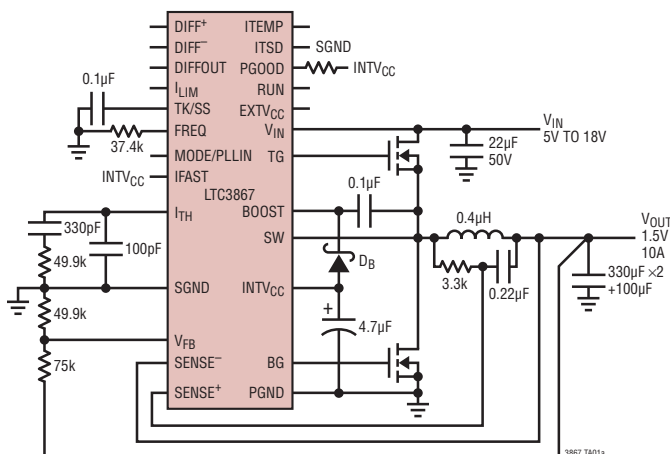 DIFF+
DIFF−
DIFFOUT
ILIM
TK/SS
FREQ
MODE/PLLIN
IFAST
ITH
SGND
VFB
SENSE−
SENSE+
LTC3867
ITEMP
ITSD
PGOOD
RUN
EXTVCC
VIN
TG
BOOST
SW
INTVCC
BG
PGND
0.1µF
37.4k
INTVCC
330pF
100pF
49.9k
49.9k
75k
SGND
INTVCC
VIN
5V TO 18V
22µF
50V
0.1µF
0.4µH
DB
3.3k
0.22µF
+
4.7µF
VOUT
1.5V
10A
330µF ×2
+100µF
3867 TA01a